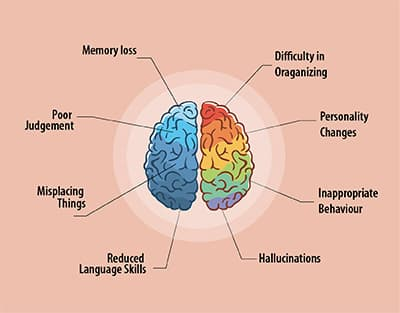 Memory loss
Poor
Judgement
Misplacing
Things
Reduced
Language Skills
Difficulty in
Oraganizing
Personality
Changes
Inappropriate
Behaviour
Hallucinations